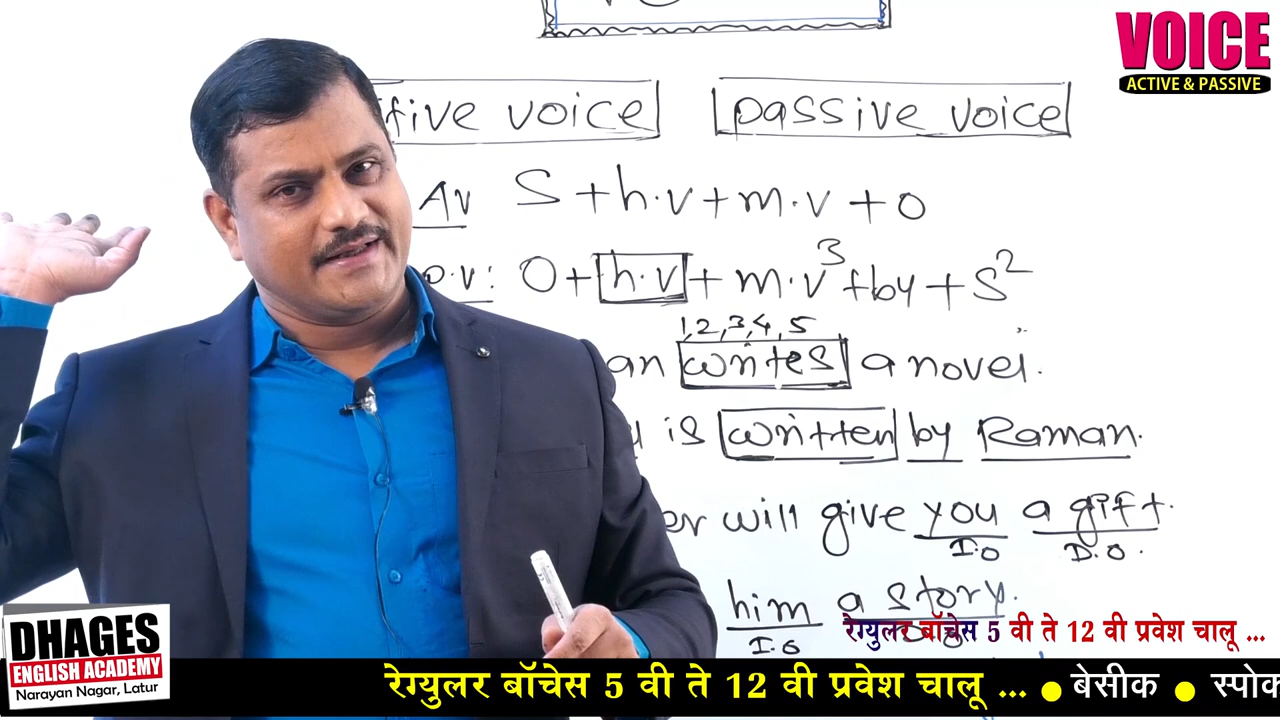 VOICE
ACTIVE & PASSIVE
tive voice
passive voice
AV S + h.v + m.v + O
P.V: O + h.v + m.v3 + by + S2
1,2,3,4,5
an writes a novel.
is written by Raman.
er will give you a gift.
I.O D.O.
him a story.
I.O
रेग्युलर बॉचेस 5 वी ते 12 वी प्रवेश चालू ...
DHAGES
ENGLISH ACADEMY
Narayan Nagar, Latur
रेग्युलर बॉचेस 5 वी ते 12 वी प्रवेश चालू ... बेसीक